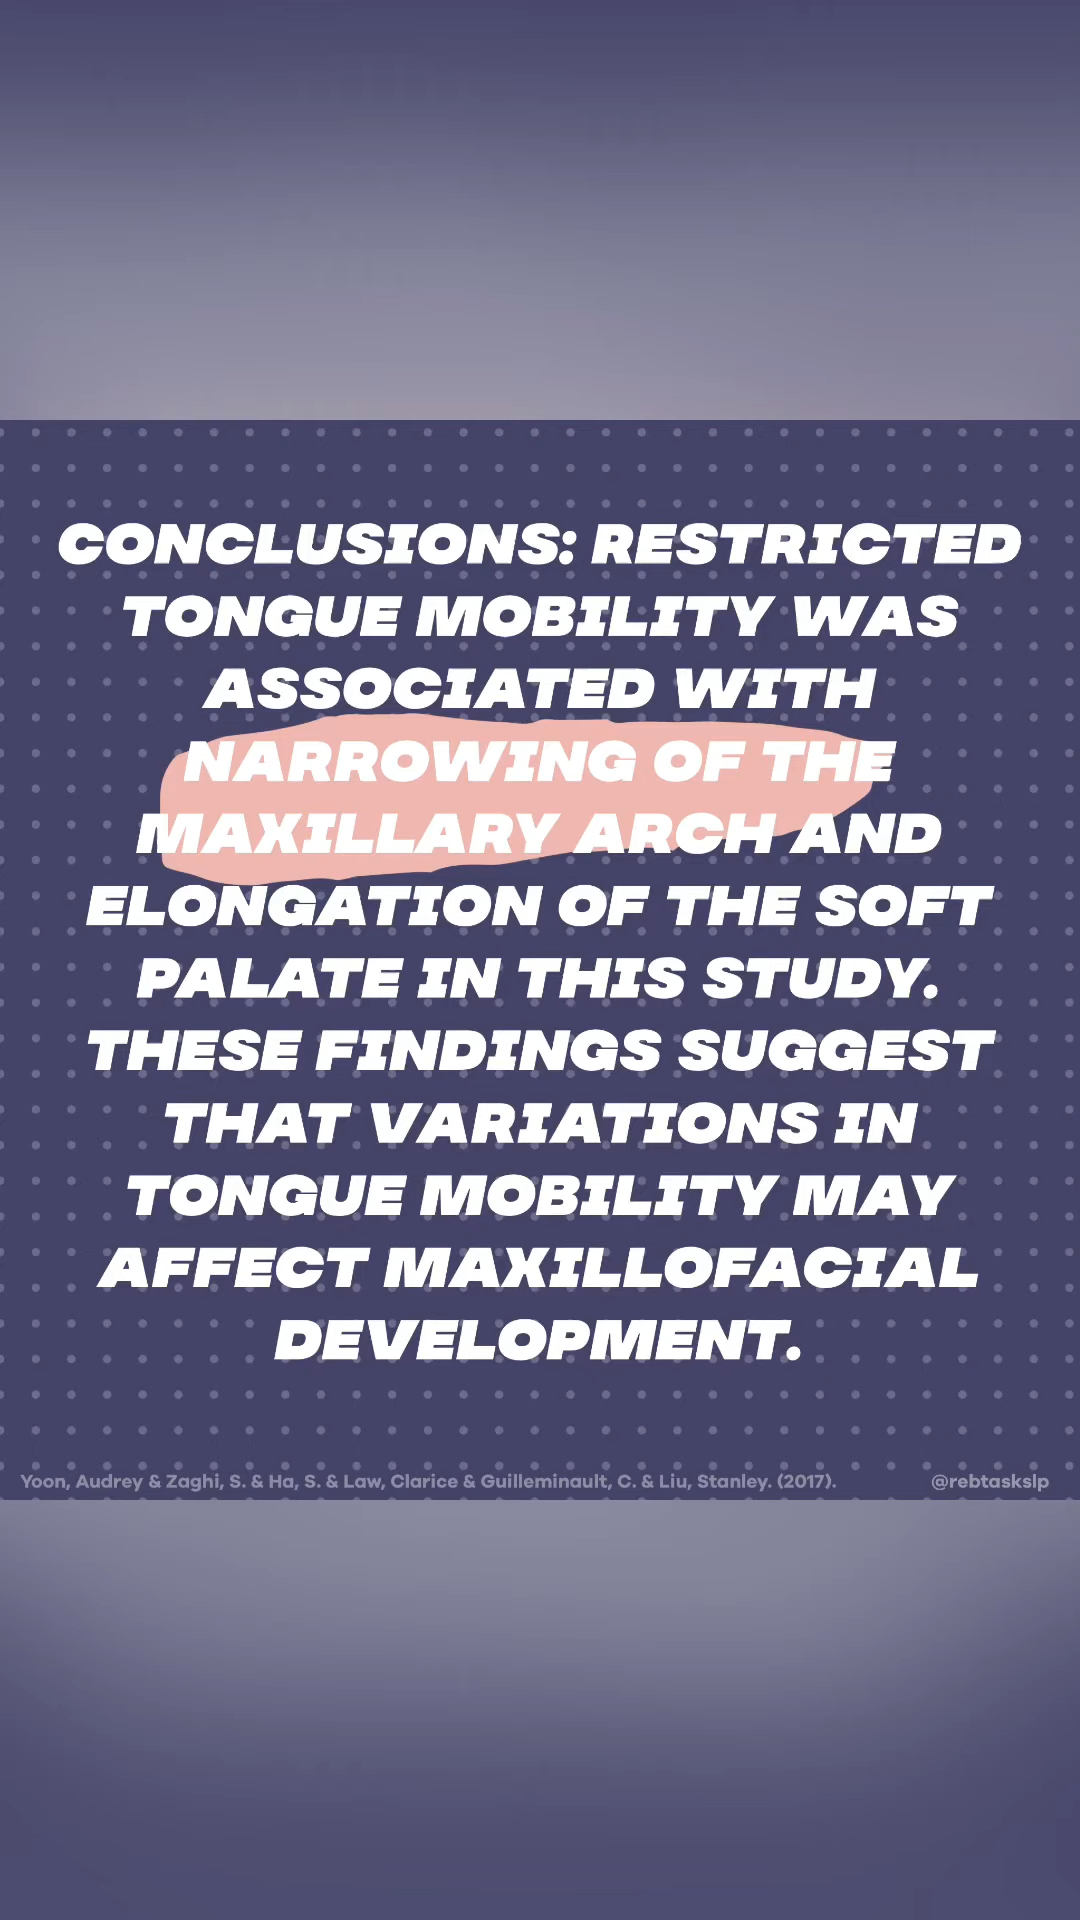 CONCLUSIONS: RESTRICTED
TONGUE MOBILITY WAS
ASSOCIATED WITH
NARROWING OF THE
MAXILLARY ARCH AND
ELONGATION OF THE SOFT
PALATE IN THIS STUDY.
THESE FINDINGS SUGGEST
THAT VARIATIONS IN
TONGUE MOBILITY MAY
AFFECT MAXILLOFACIAL
DEVELOPMENT.
Yoon, Audrey & Zaghi, S. & Ha, S. & Law, Clarice & Guilleminault, C. & Liu, Stanley. (2017).
@rebtaskslp